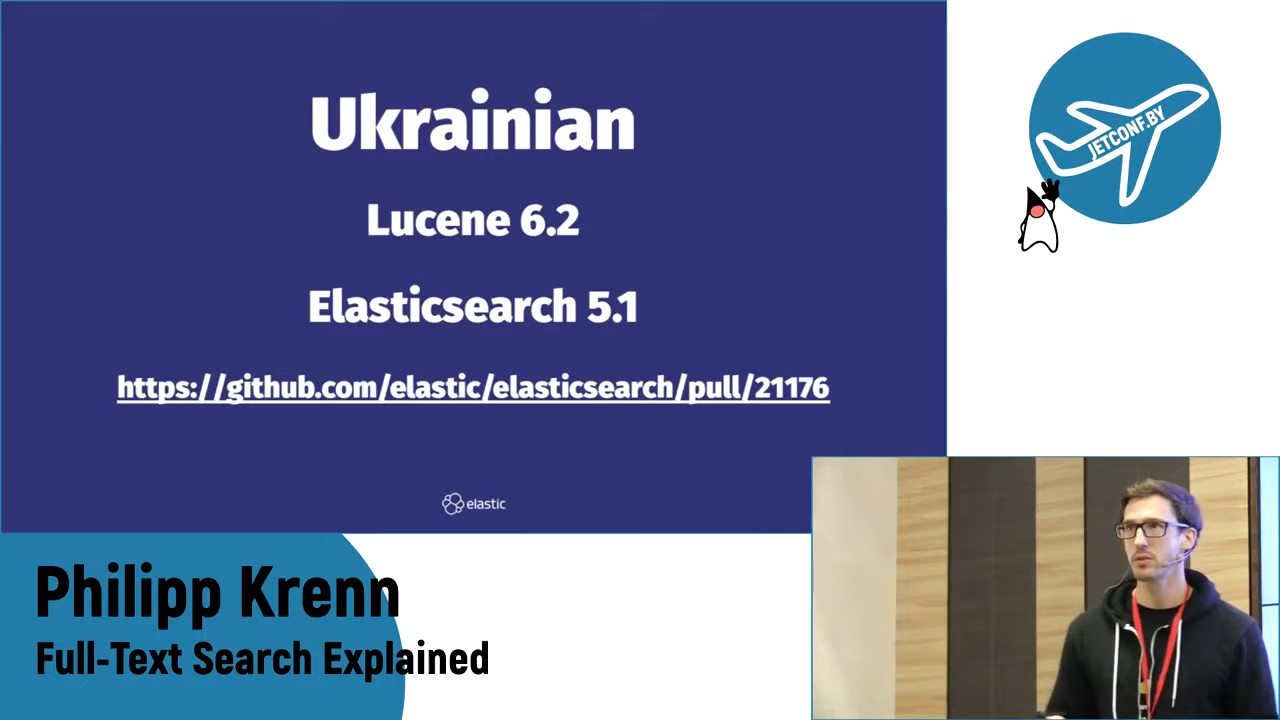 Ukrainian
Lucene 6.2
Elasticsearch 5.1
https://github.com/elastic/elasticsearch/pull/21176
elastic
JETCONF.BY
Philipp Krenn
Full-Text Search Explained